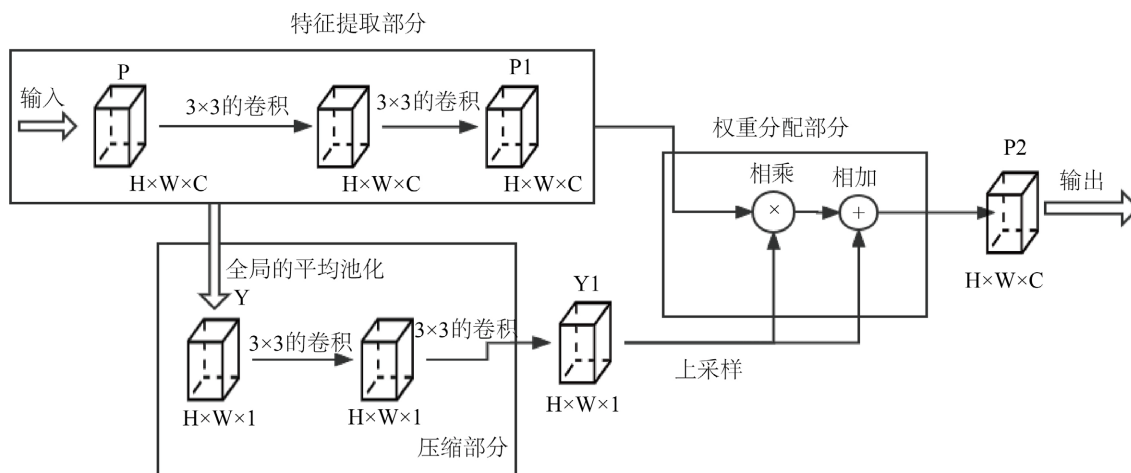 特征提取部分
输入
P
3×3的卷积
3×3的卷积
P1
H×W×C
H×W×C
H×W×C
权重分配部分
相乘
相加
×
+
P2
输出
H×W×C
全局的平均池化
Y
3×3的卷积
3×3的卷积
Y1
上采样
H×W×1
H×W×1
H×W×1
压缩部分